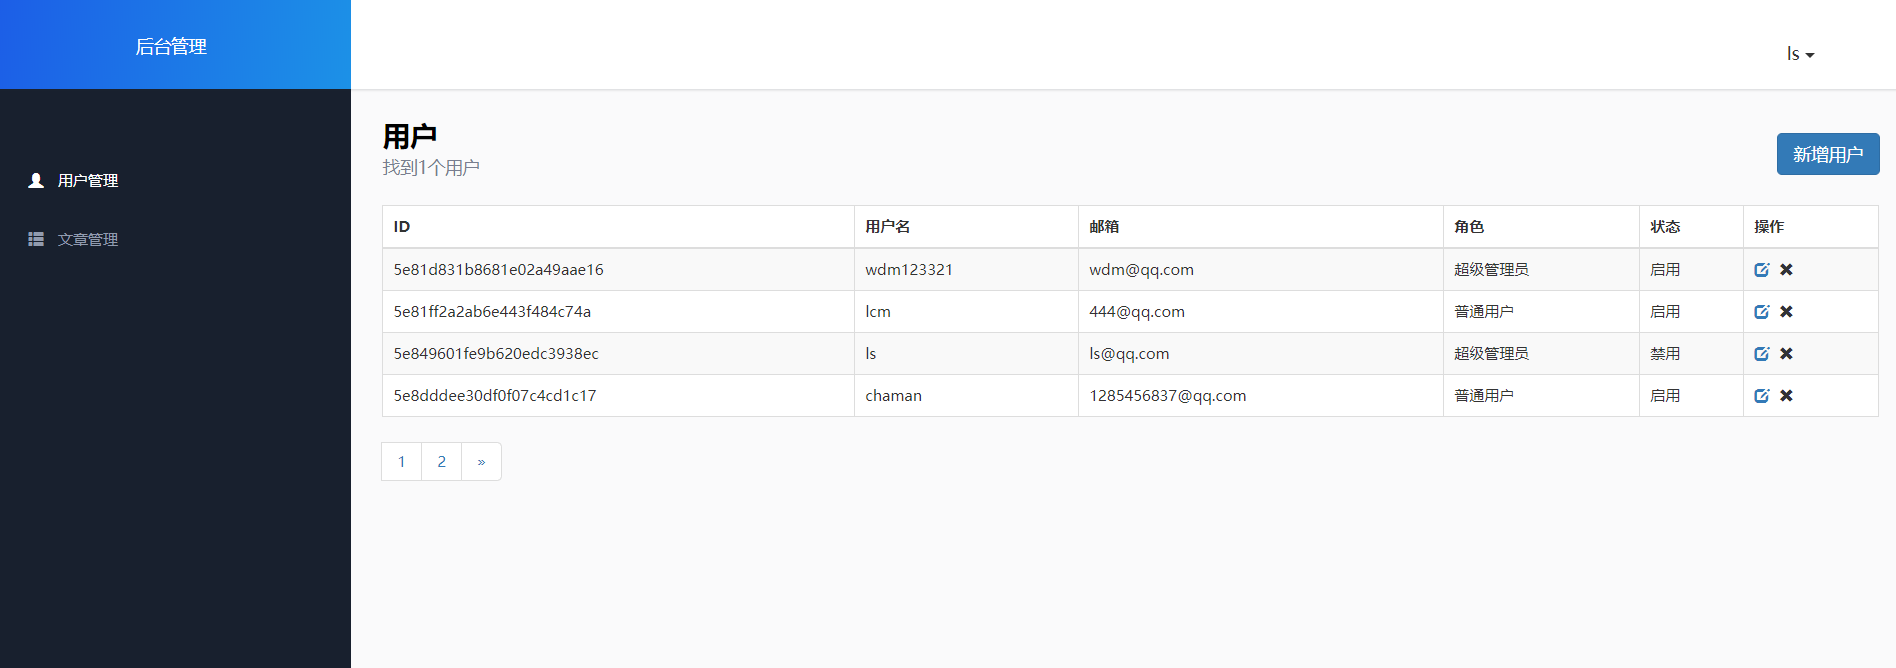 后台管理
ls
用户管理
文章管理
用户
找到1个用户
新增用户
ID 用户名 邮箱 角色 状态 操作
5e81d831b8681e02a49aae16 wdm123321 wdm@qq.com 超级管理员 启用
5e81ff2a2ab6e443f484c74a lcm 444@qq.com 普通用户 启用
5e849601fe9b620edc3938ec ls ls@qq.com 超级管理员 禁用
5e8dddee30df0f07c4cd1c17 chaman 1285456837@qq.com 普通用户 启用
1 2 »